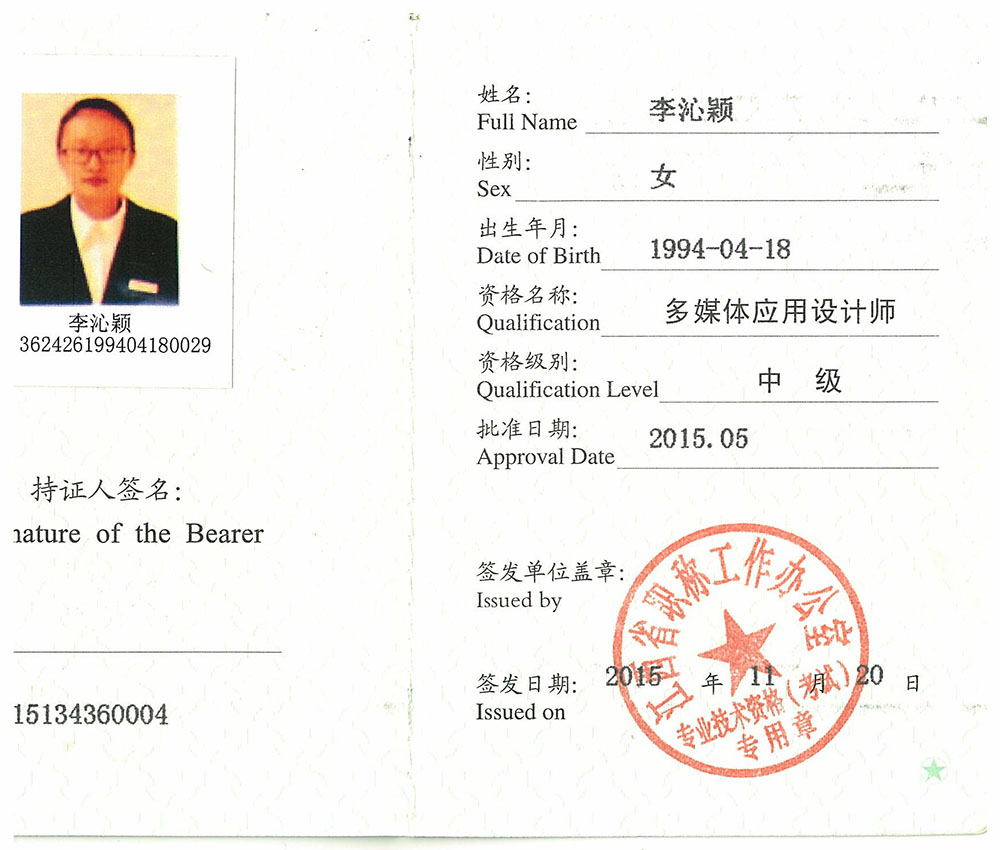 李沁颖
362426199404180029
持证人签名：
nature of the Bearer
15134360004
姓名：
李沁颖
Full Name
性别：
女
Sex
出生年月：
Date of Birth 1994-04-18
资格名称：
多媒体应用设计师
Qualification
资格级别：
中 级
Qualification Level
批准日期：
2015.05
Approval Date
签发单位盖章：
Issued by
江西省职称工作办公室
专业技术资格(考试)
专用章
签发日期： 2015 年 11 月 20 日
Issued on